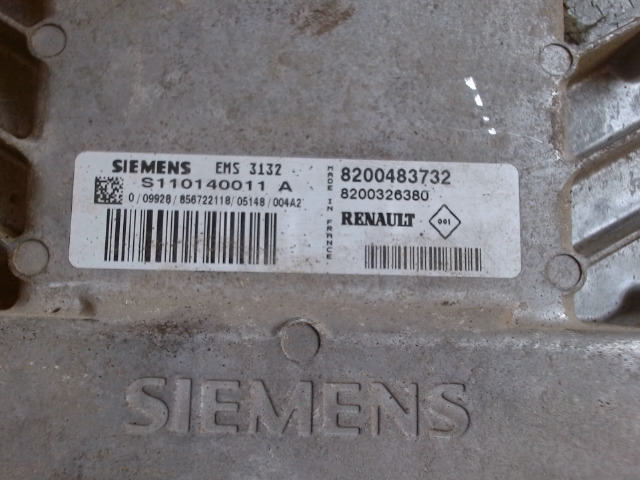 SIEMENS EMS 3132
S110140011 A
0 / 09928 / 856722118 / 05148 / 004A2
MADE IN FRANCE
8200483732
8200326380
RENAULT 001
SIEMENS